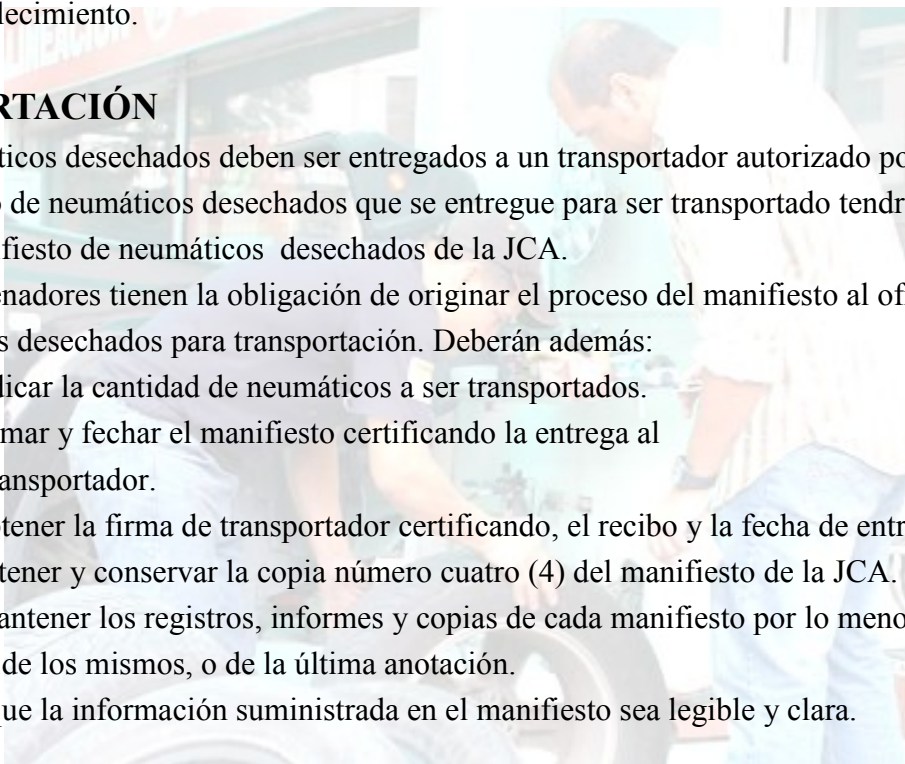 lecimiento.
RTACIÓN
ticos desechados deben ser entregados a un transportador autorizado po
o de neumáticos desechados que se entregue para ser transportado tendr
ifiesto de neumáticos desechados de la JCA.
enadores tienen la obligación de originar el proceso del manifiesto al of
s desechados para transportación. Deberán además:
dicar la cantidad de neumáticos a ser transportados.
mar y fechar el manifiesto certificando la entrega al
ansportador.
tener la firma de transportador certificando, el recibo y la fecha de entr
tener y conservar la copia número cuatro (4) del manifiesto de la JCA.
antener los registros, informes y copias de cada manifiesto por lo meno
de los mismos, o de la última anotación.
ue la información suministrada en el manifiesto sea legible y clara.